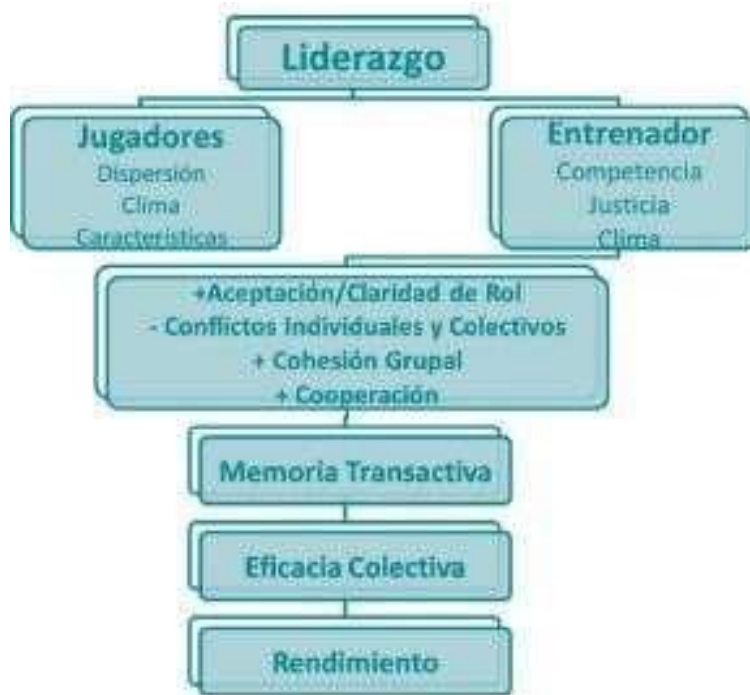 Liderazgo
Jugadores
Dispersión
Clima
Características
Entrenador
Competencia
Justicia
Clima
+Aceptación/Claridad de Rol
- Conflictos Individuales y Colectivos
+ Cohesión Grupal
+ Cooperación
Memoria Transactiva
Eficacia Colectiva
Rendimiento